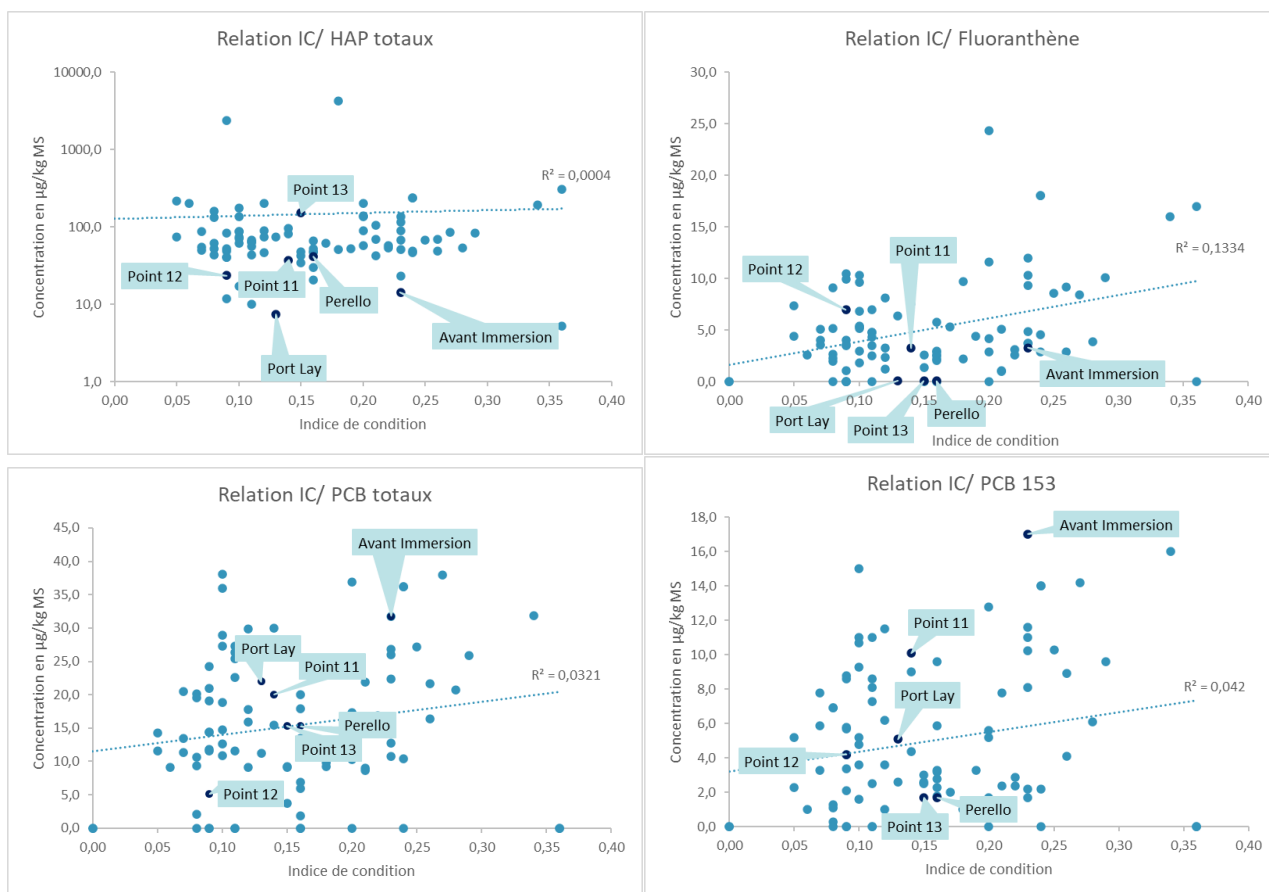 Relation IC/ HAP totaux
Concentration en µg/kg MS
10000,0
1000,0
100,0
10,0
1,0
R² = 0,0004
Point 13
Point 12
Point 11
Perello
Port Lay
Avant Immersion
0,00 0,05 0,10 0,15 0,20 0,25 0,30 0,35 0,40
Indice de condition
Relation IC/ Fluoranthène
Concentration en µg/kg MS
30,0
25,0
20,0
15,0
10,0
5,0
0,0
R² = 0,1334
Point 12
Point 11
Avant Immersion
Port Lay
Point 13
Perello
0,00 0,05 0,10 0,15 0,20 0,25 0,30 0,35 0,40
Indice de condition
Relation IC/ PCB totaux
Concentration en µg/kg MS
45,0
40,0
35,0
30,0
25,0
20,0
15,0
10,0
5,0
0,0
Avant Immersion
Port Lay
Point 11
R² = 0,0321
Perello
Point 13
Point 12
0,00 0,05 0,10 0,15 0,20 0,25 0,30 0,35 0,40
Indice de condition
Relation IC/ PCB 153
Concentration en µg/kg MS
18,0
16,0
14,0
12,0
10,0
8,0
6,0
4,0
2,0
0,0
Avant Immersion
Point 11
Port Lay
R² = 0,042
Point 12
Perello
Point 13
0,00 0,05 0,10 0,15 0,20 0,25 0,30 0,35 0,40
Indice de condition